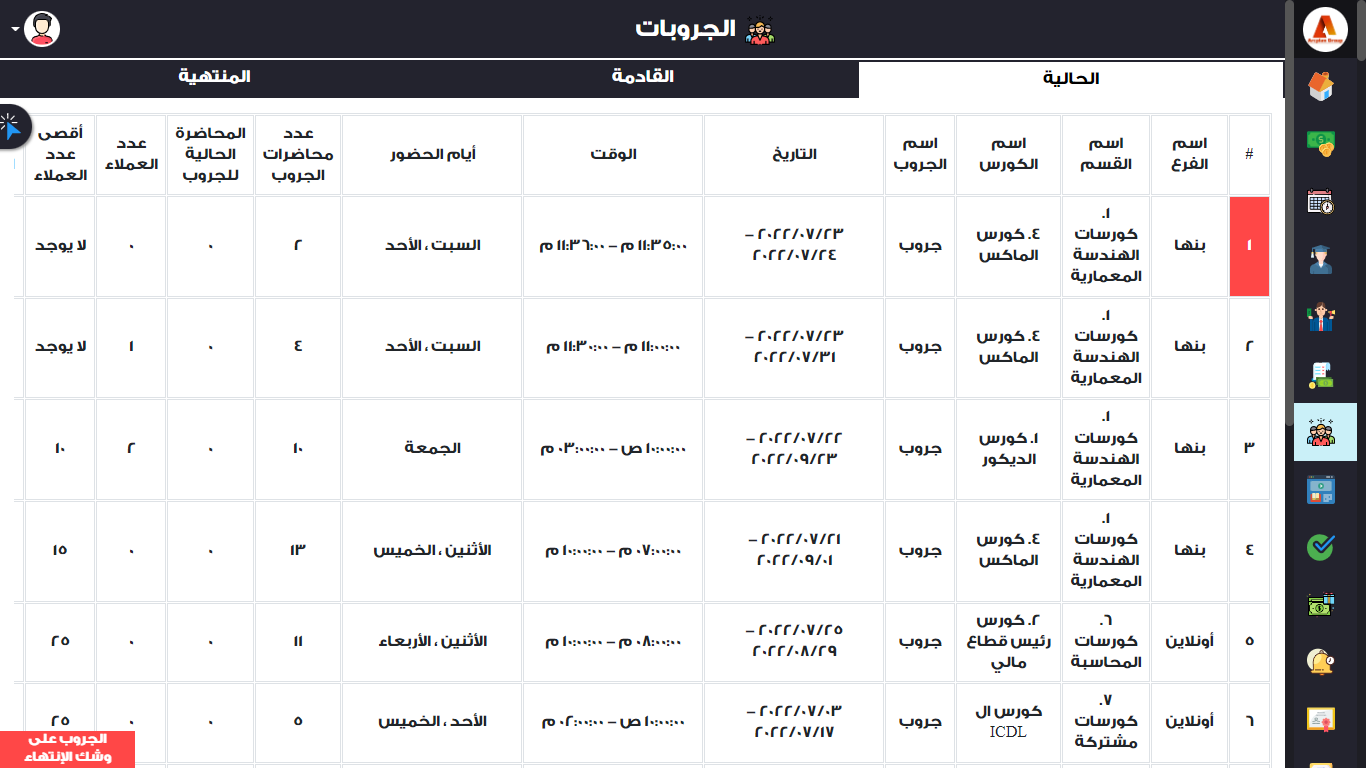 الجروبات
Arcplan Group
الحالية
القادمة
المنتهية
#
اسم
الفرع
اسم
القسم
اسم
الكورس
اسم
الجروب
التاريخ
الوقت
أيام الحضور
عدد
محاضرات
الجروب
المحاضرة
الحالية
للجروب
عدد
العملاء
أقصى
عدد
العملاء
١
بنها
١.
كورسات
الهندسة
المعمارية
٤. كورس
الماكس
جروب
٢٠٢٢/٠٧/٢٣ –
٢٠٢٢/٠٧/٢٤
١١:٣٥:٠٠ م – ١١:٣٦:٠٠ م
السبت ، الأحد
٢
٠
٠
لا يوجد
٢
بنها
١.
كورسات
الهندسة
المعمارية
٤. كورس
الماكس
جروب
٢٠٢٢/٠٧/٢٣ –
٢٠٢٢/٠٧/٣١
١١:٠٠:٠٠ م – ١١:٣٠:٠٠ م
السبت ، الأحد
٤
٠
١
لا يوجد
٣
بنها
١.
كورسات
الهندسة
المعمارية
١. كورس
الديكور
جروب
٢٠٢٢/٠٧/٢٢ –
٢٠٢٢/٠٩/٢٣
١٠:٠٠:٠٠ ص – ٠٣:٠٠:٠٠ م
الجمعة
١٠
٠
٢
١٠
٤
بنها
١.
كورسات
الهندسة
المعمارية
٤. كورس
الماكس
جروب
٢٠٢٢/٠٧/٢١ –
٢٠٢٢/٠٩/٠١
٠٧:٠٠:٠٠ م – ١٠:٠٠:٠٠ م
الأثنين ، الخميس
١٣
٠
٠
١٥
٥
أونلاين
٦.
كورسات
المحاسبة
٢. كورس
رئيس قطاع
مالي
جروب
٢٠٢٢/٠٧/٢٥ –
٢٠٢٢/٠٨/٢٩
٠٨:٠٠:٠٠ م – ١٠:٠٠:٠٠ م
الأثنين ، الأربعاء
١١
٠
٠
٢٥
٦
أونلاين
٧.
كورسات
مشتركة
كورس ال
ICDL
جروب
٢٠٢٢/٠٧/٠٣ –
٢٠٢٢/٠٧/١٧
١٠:٠٠:٠٠ ص – ٠٢:٠٠:٠٠ م
الأحد ، الخميس
٥
٠
٠
٢٥
الجروب على
وشك الإنتهاء